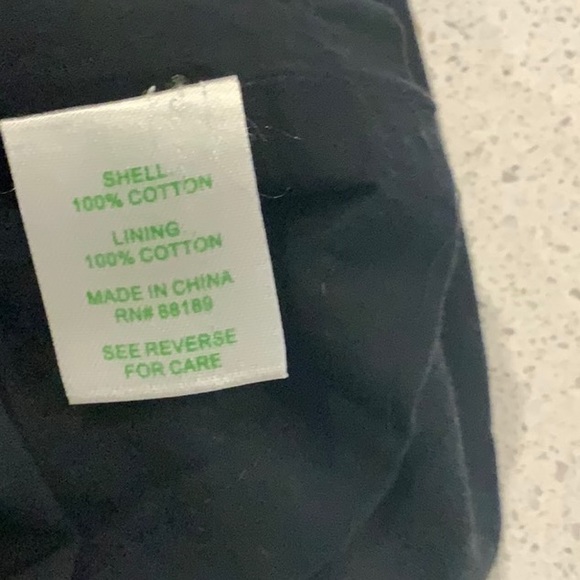 SHELL
100% COTTON
LINING
100% COTTON
MADE IN CHINA
RN# 88189
SEE REVERSE
FOR CARE